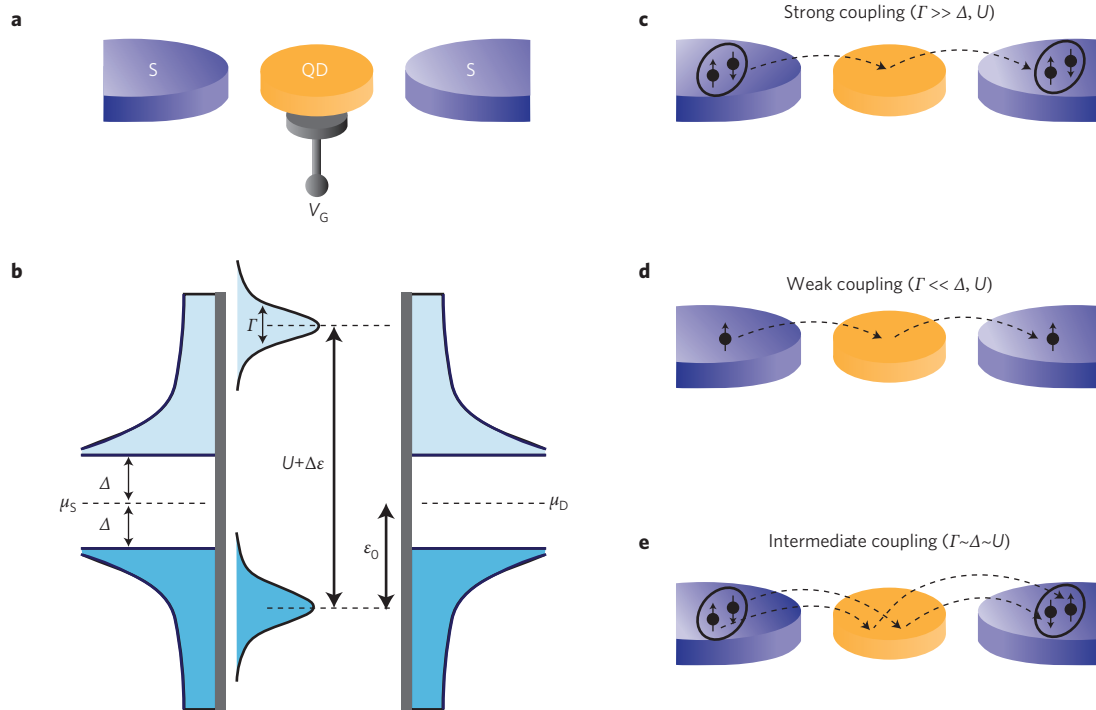 a
S
QD
S
V_G
b
Γ
U+Δε
Δ
μ_S
Δ
μ_D
ε_0
c
Strong coupling (Γ >> Δ, U)
d
Weak coupling (Γ << Δ, U)
e
Intermediate coupling (Γ~Δ~U)